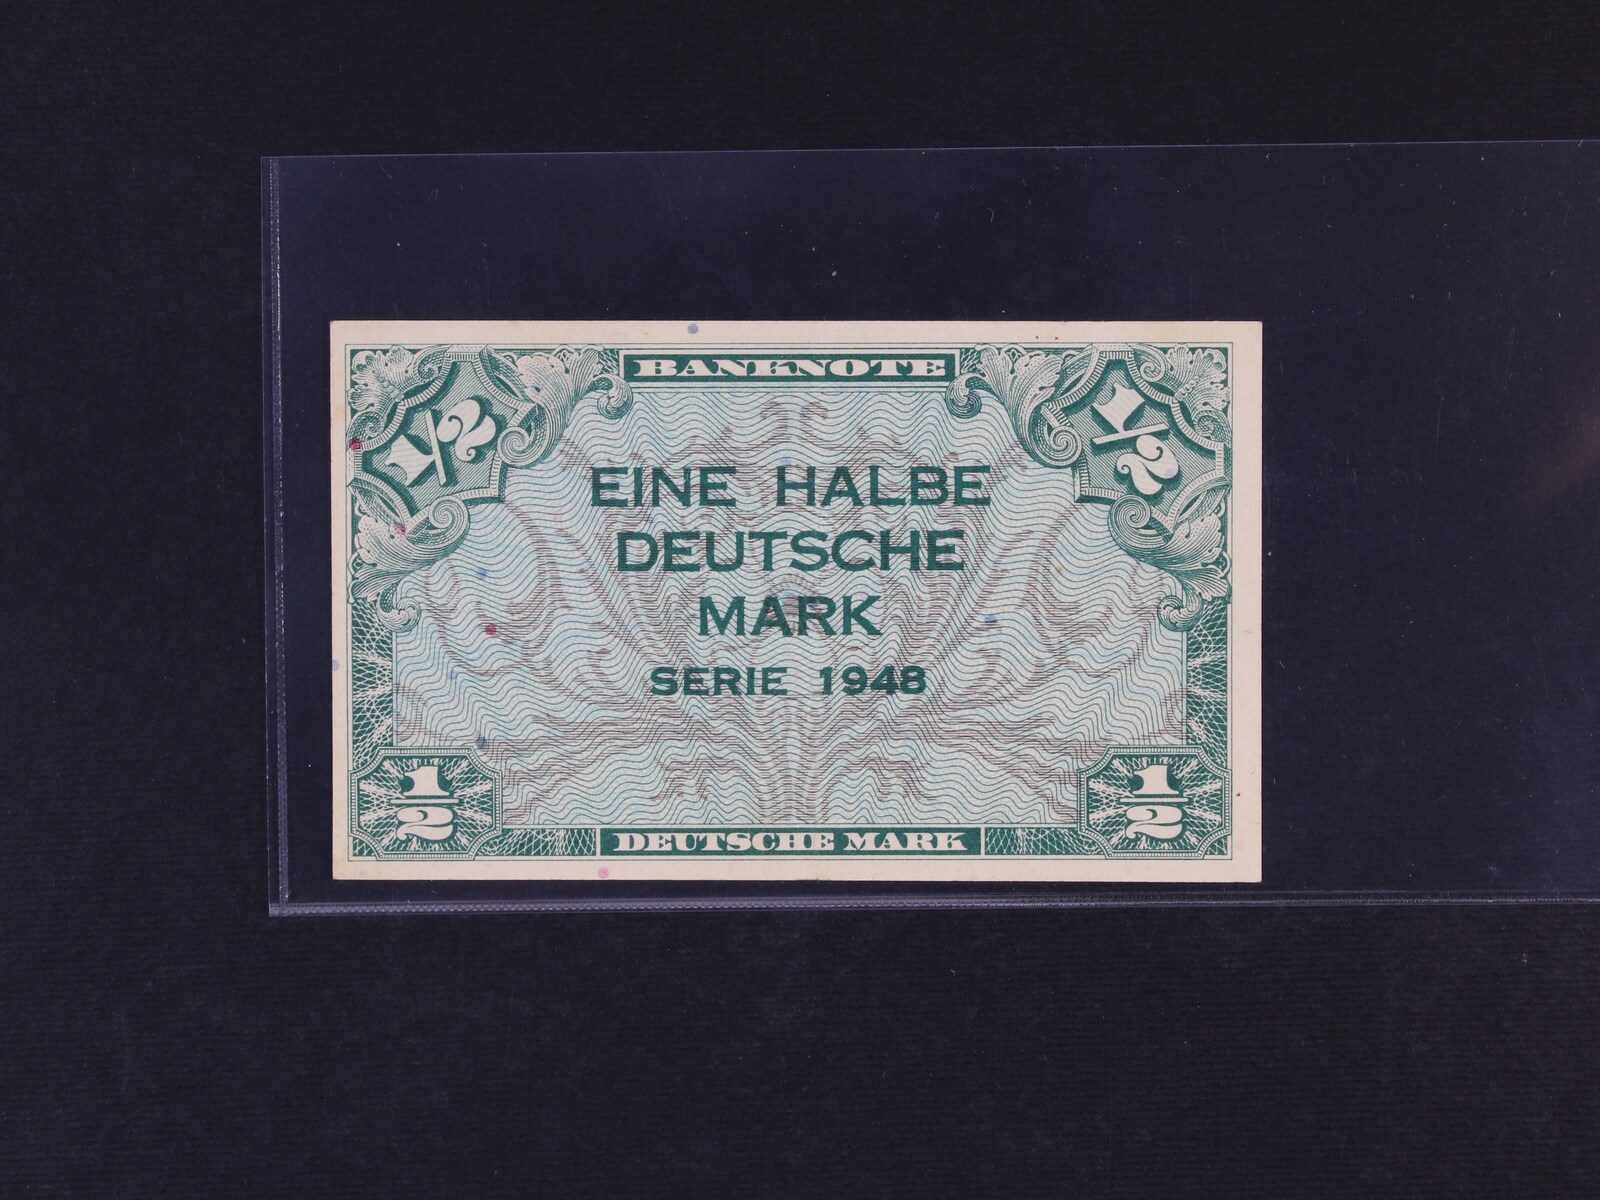 BANKNOTE
1/2
1/2
EINE HALBE
DEUTSCHE
MARK
SERIE 1948
1/2
1/2
DEUTSCHE MARK